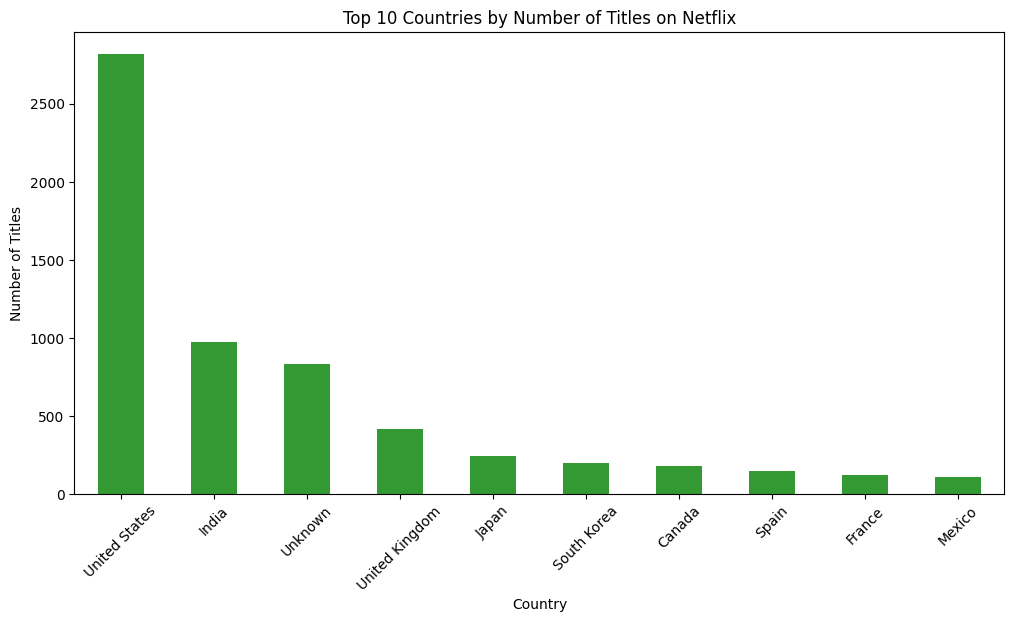 Top 10 Countries by Number of Titles on Netflix
Number of Titles
2500
2000
1500
1000
500
0
United States
India
Unknown
United Kingdom
Japan
South Korea
Canada
Spain
France
Mexico
Country